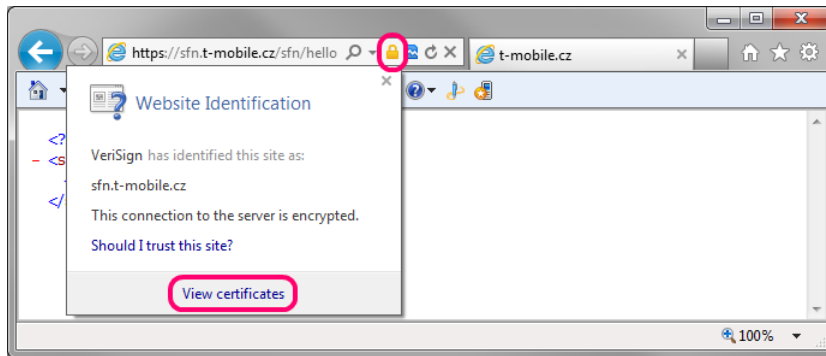 https://sfn.t-mobile.cz/sfn/hello
t-mobile.cz
Website Identification
<?
- <s
</
VeriSign has identified this site as:
sfn.t-mobile.cz
This connection to the server is encrypted.
Should I trust this site?
View certificates
100%